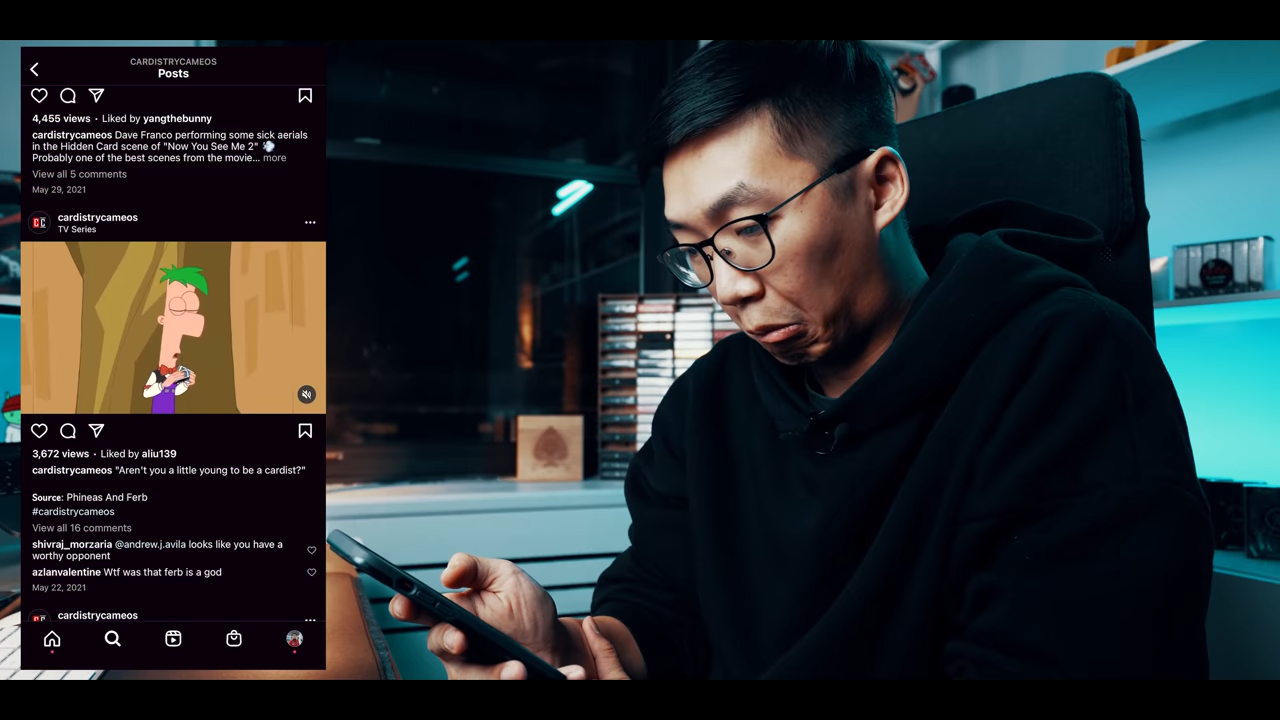 CARDISTRYCAMEOS
Posts
4,455 views · Liked by yangthebunny
cardistrycameos Dave Franco performing some sick aerials
in the Hidden Card scene of "Now You See Me 2" 💨
Probably one of the best scenes from the movie... more
View all 5 comments
May 29, 2021
CC
cardistrycameos
TV Series
3,672 views · Liked by aliu139
cardistrycameos "Aren't you a little young to be a cardist?"
Source: Phineas And Ferb
#cardistrycameos
View all 16 comments
shivraj_morzaria @andrew.j.avila looks like you have a
worthy opponent
azlanvalentine Wtf was that ferb is a god
May 22, 2021
cardistrycameos